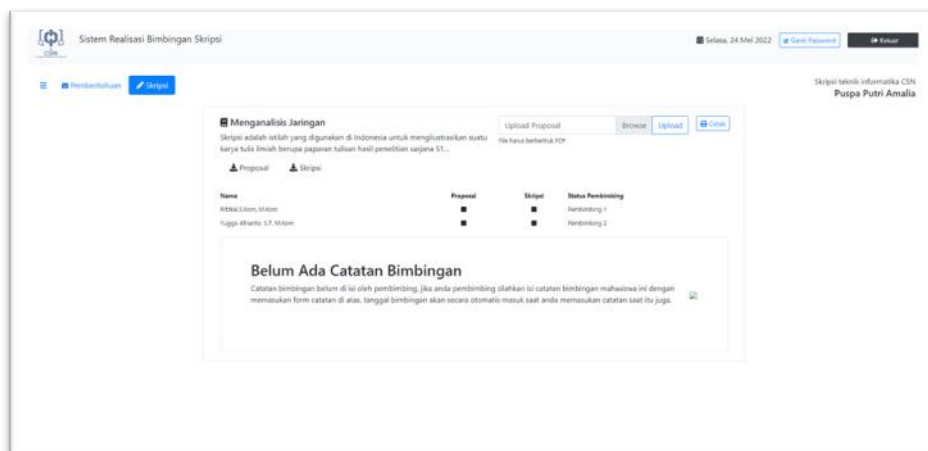 Sistem Realisasi Bimbingan Skripsi
Selasa, 24 Mei 2022
Ganti Password
Keluar
CSN
Pemberitahuan
Skripsi
Skripsi teknik informatika CSN
Puspa Putri Amalia
Menganalisis Jaringan
Skripsi adalah istilah yang digunakan di Indonesia untuk mengilustrasikan suatu
karya tulis ilmiah berupa paparan tulisan hasil penelitian sarjana S1...
Upload Proposal Browse Upload
Cetak
File harus berbentuk PDF
Proposal Skripsi
Nama Proposal Skripsi Status Pembimbing
S.Kom, M.Kom Pembimbing 1
Yuggo Afrianto, S.T, M.Kom Pembimbing 2
Belum Ada Catatan Bimbingan
Catatan bimbingan belum di isi oleh pembimbing. Jika anda pembimbing silahkan isi catatan bimbingan mahasiswa ini dengan
memasukan form catatan di atas. tanggal bimbingan akan secara otomatis masuk saat anda memasukan catatan saat itu juga.